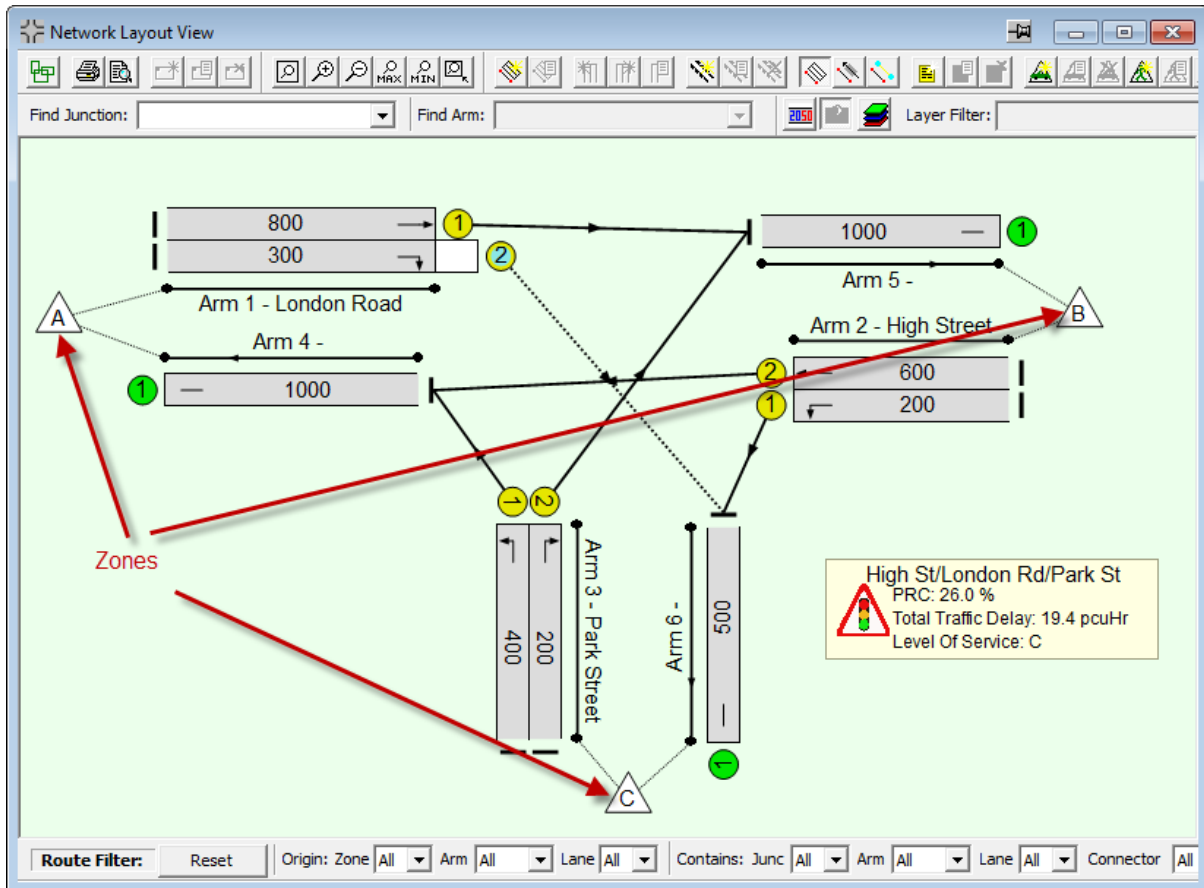 Network Layout View
MAX MIN
Find Junction: Find Arm: 2050 Layer Filter:
800 1
300 2
1000 1
Arm 1 - London Road
Arm 5 -
A
B
Arm 4 -
Arm 2 - High Street
1 1000
2 600
1 200
Zones
1 2
400
200
Arm 3 - Park Street
Arm 6 -
500
1
C
High St/London Rd/Park St
PRC: 26.0 %
Total Traffic Delay: 19.4 pcuHr
Level Of Service: C
Route Filter: Reset Origin: Zone All Arm All Lane All Contains: Junc All Arm All Lane All Connector All